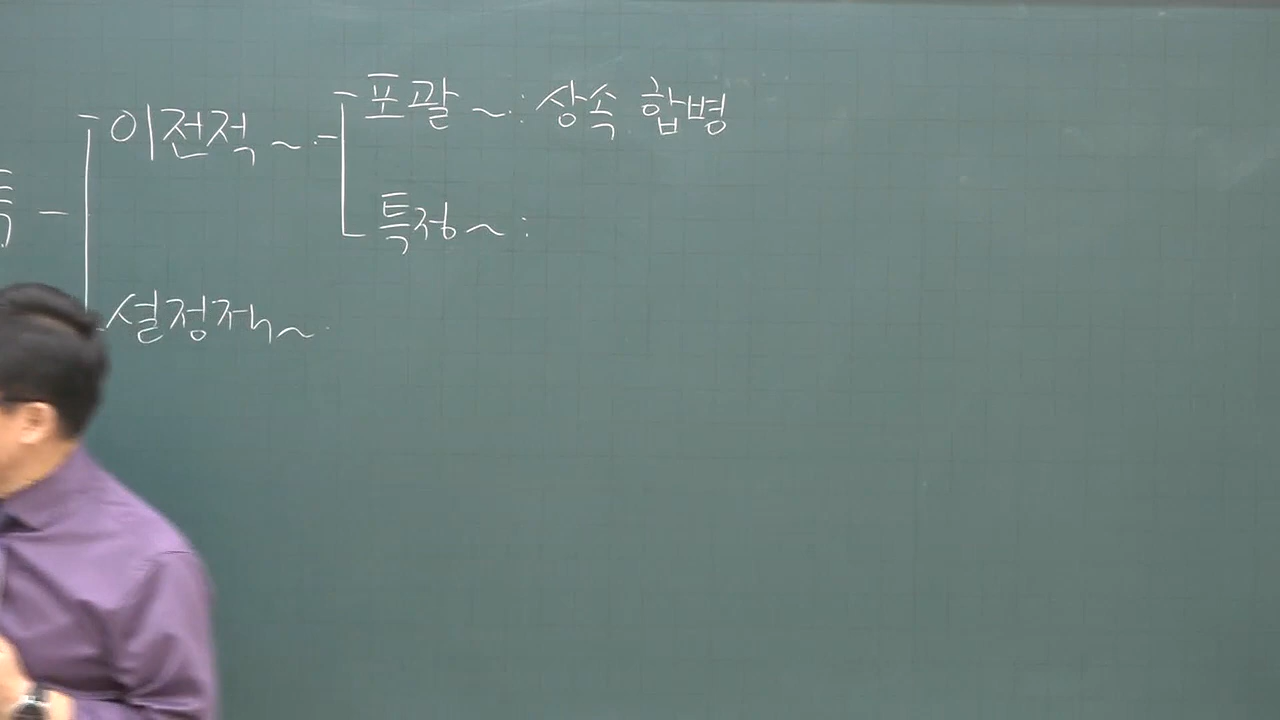 포괄 ~ : 상속 합병
이전적 ~
특정 ~ :
설정적 ~